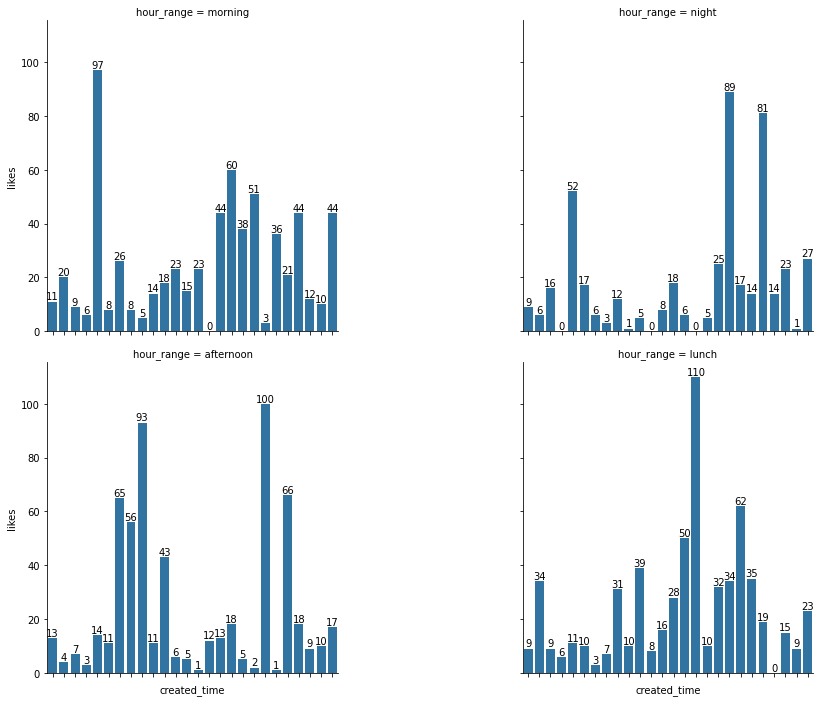 hour_range = morning
likes
100
80
60
40
20
0
11 20 9 6 97 8 26 8 5 14 18 23 15 23 0 44 60 38 51 3 36 21 44 12 10 44
hour_range = night
9 6 16 0 52 17 6 3 12 1 5 0 8 18 6 0 5 25 89 17 14 81 14 23 1 27
hour_range = afternoon
likes
100
80
60
40
20
0
13 4 7 3 14 11 65 56 93 11 43 6 5 1 12 13 18 5 2 100 1 66 18 9 10 17
created_time
hour_range = lunch
9 34 9 6 11 10 3 7 31 10 39 8 16 28 50 110 10 32 34 62 35 19 0 15 9 23
created_time